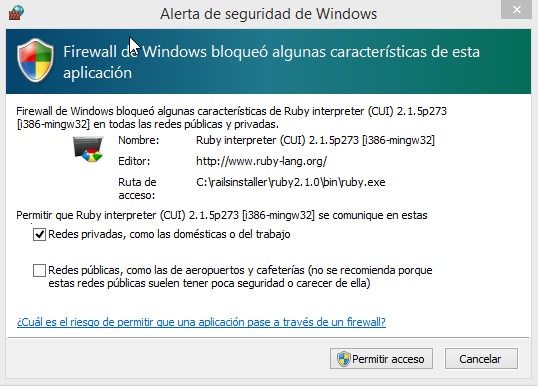 Alerta de seguridad de Windows
Firewall de Windows bloqueó algunas características de esta
aplicación
Firewall de Windows bloqueó algunas características de Ruby interpreter (CUI) 2.1.5p273
[i386-mingw32] en todas las redes públicas y privadas.
Nombre: Ruby interpreter (CUI) 2.1.5p273 [i386-mingw32]
Editor: http://www.ruby-lang.org/
Ruta de acceso: C:\railsinstaller\ruby2.1.0\bin\ruby.exe
Permitir que Ruby interpreter (CUI) 2.1.5p273 [i386-mingw32] se comunique en estas
Redes privadas, como las domésticas o del trabajo
Redes públicas, como las de aeropuertos y cafeterías (no se recomienda porque
estas redes públicas suelen tener poca seguridad o carecer de ella)
¿Cuál es el riesgo de permitir que una aplicación pase a través de un firewall?
Permitir acceso Cancelar